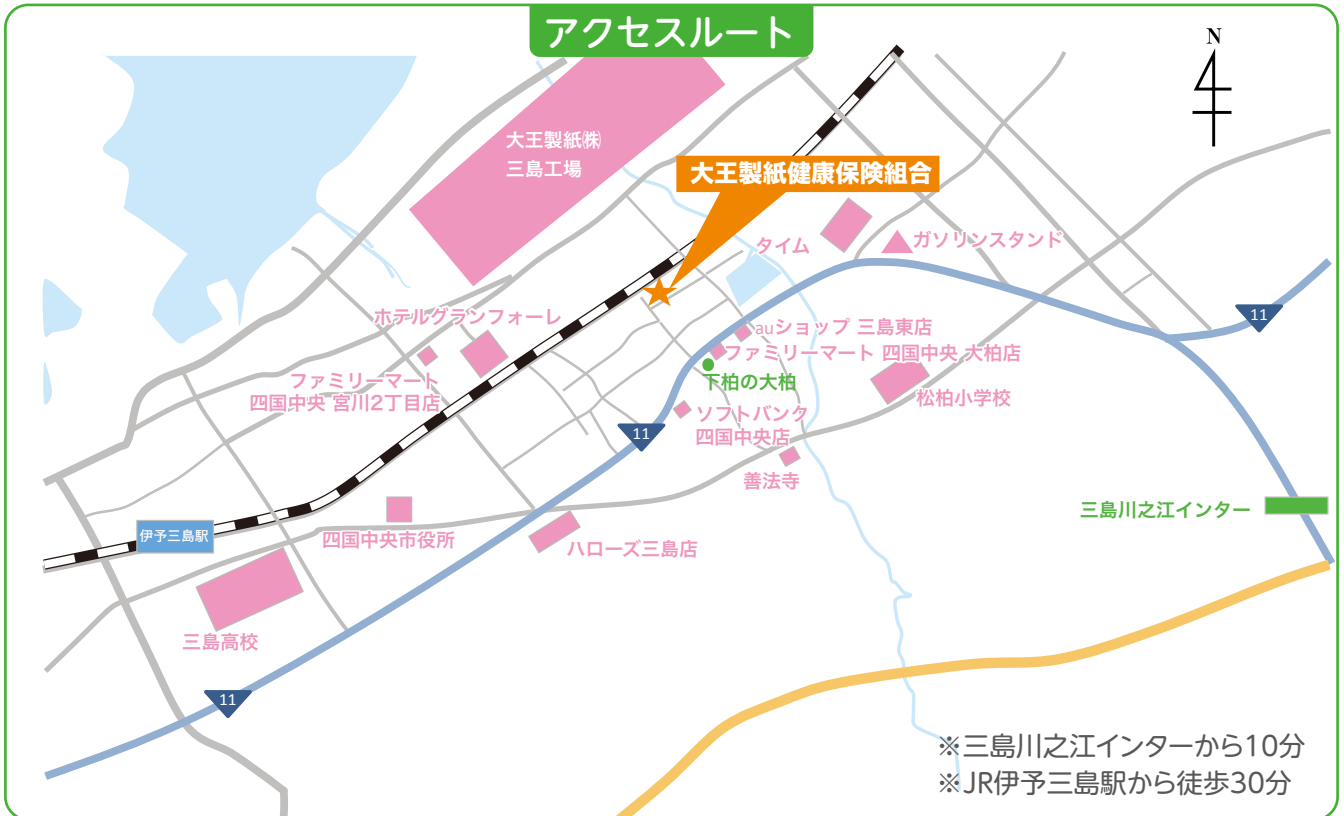 アクセスルート
N
大王製紙㈱
三島工場
大王製紙健康保険組合
タイム
ガソリンスタンド
ホテルグランフォーレ
11
auショップ 三島東店
ファミリーマート 四国中央 大柏店
ファミリーマート
四国中央 宮川2丁目店
下柏の大柏
松柏小学校
ソフトバンク
四国中央店
11
善法寺
三島川之江インター
伊予三島駅
四国中央市役所
ハローズ三島店
三島高校
11
※三島川之江インターから10分
※JR伊予三島駅から徒歩30分